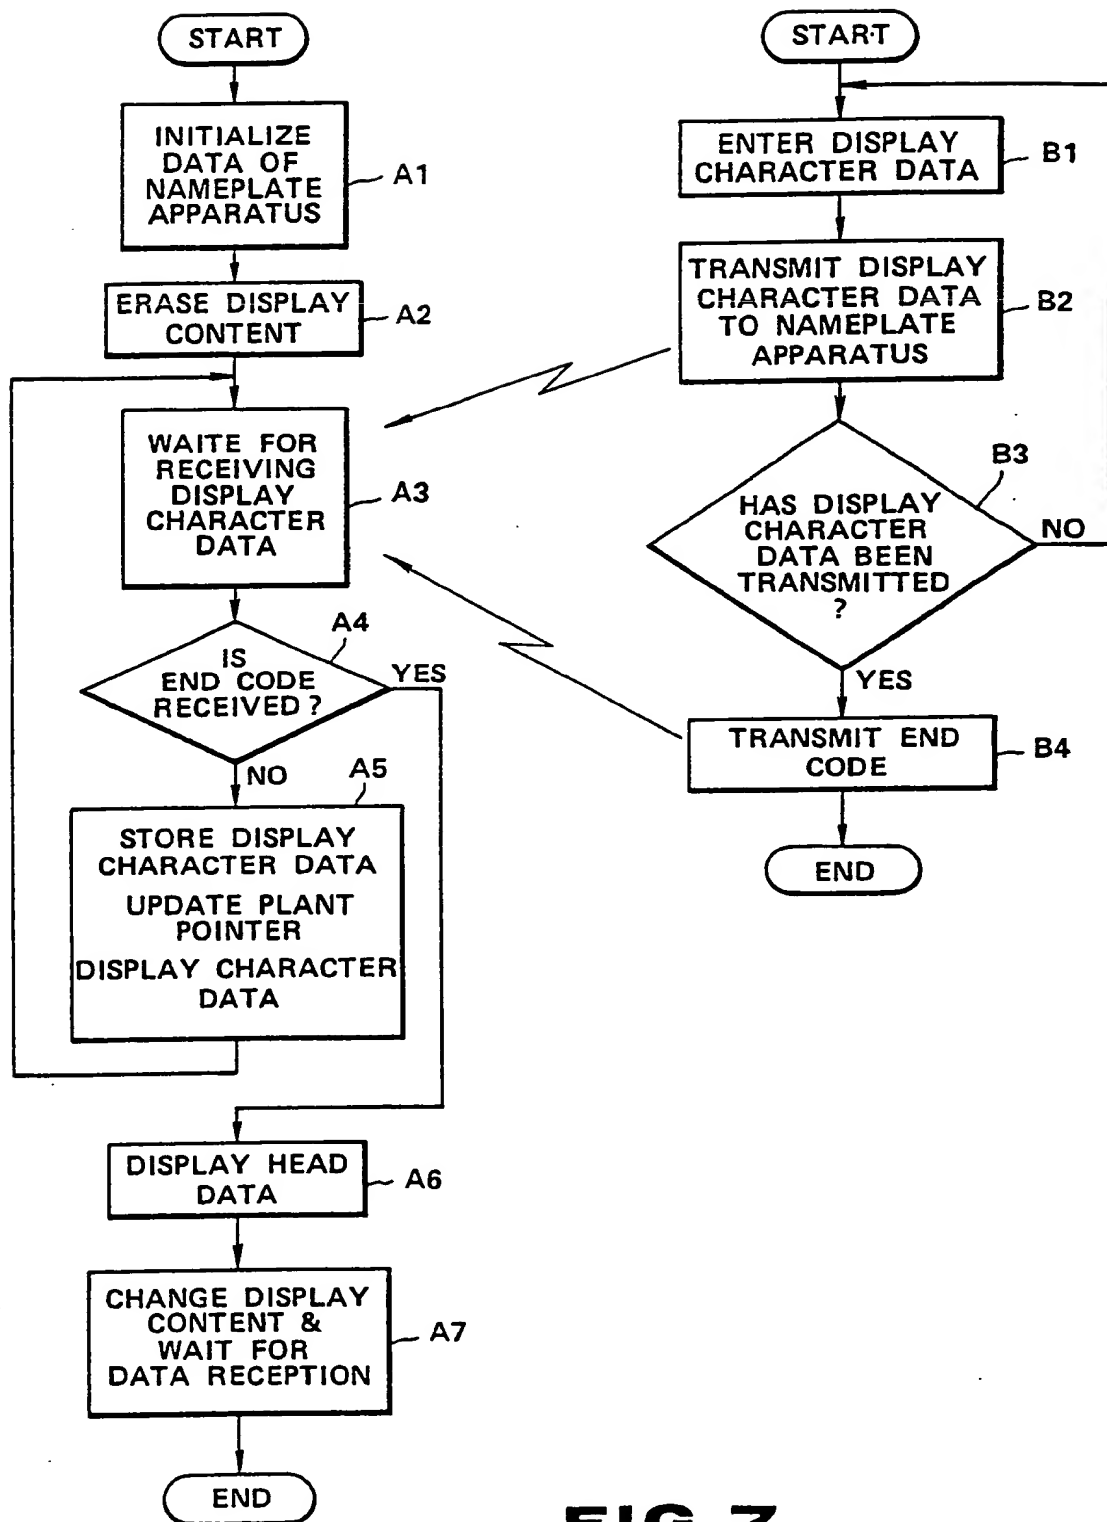 START
INITIALIZE
DATA OF
NAMEPLATE
APPARATUS
A1
ERASE DISPLAY
CONTENT
A2
WAITE FOR
RECEIVING
DISPLAY
CHARACTER
DATA
A3
IS
END CODE
RECEIVED?
A4
YES
NO
A5
STORE DISPLAY
CHARACTER DATA
UPDATE PLANT
POINTER
DISPLAY CHARACTER
DATA
DISPLAY HEAD
DATA
A6
CHANGE DISPLAY
CONTENT &
WAIT FOR
DATA RECEPTION
A7
END
START
ENTER DISPLAY
CHARACTER DATA
B1
TRANSMIT DISPLAY
CHARACTER DATA
TO NAMEPLATE
APPARATUS
B2
HAS DISPLAY
CHARACTER
DATA BEEN
TRANSMITTED
?
B3
NO
YES
TRANSMIT END
CODE
B4
END
FIG.7